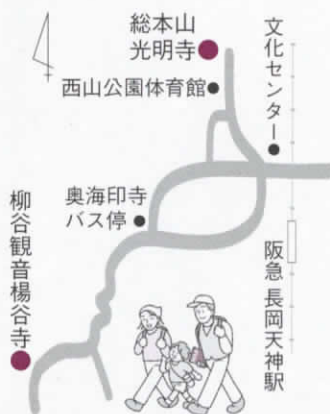 総本山
光明寺
西山公園体育館
文化センター
奥海印寺
バス停
柳谷観音楊谷寺
阪急 長岡天神駅